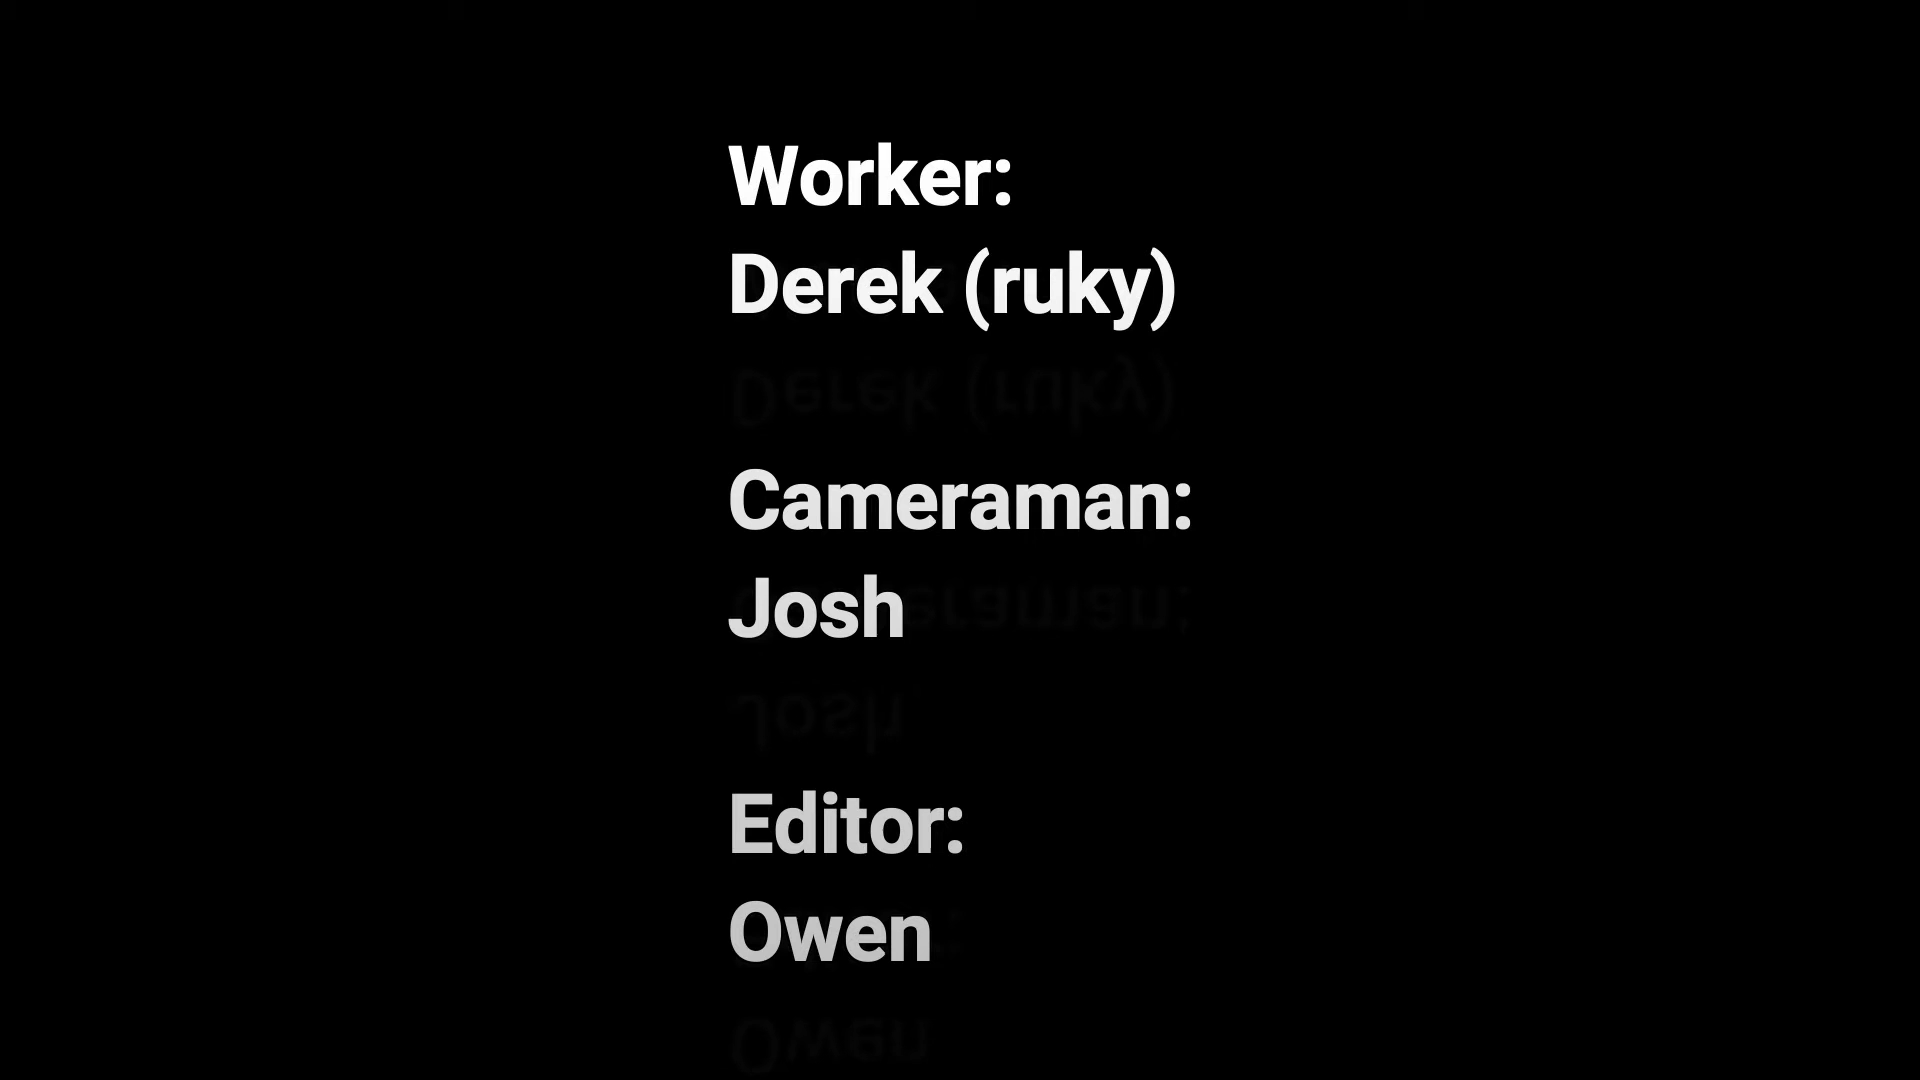 Worker:
Derek (ruky)
Cameraman:
Josh
Editor:
Owen